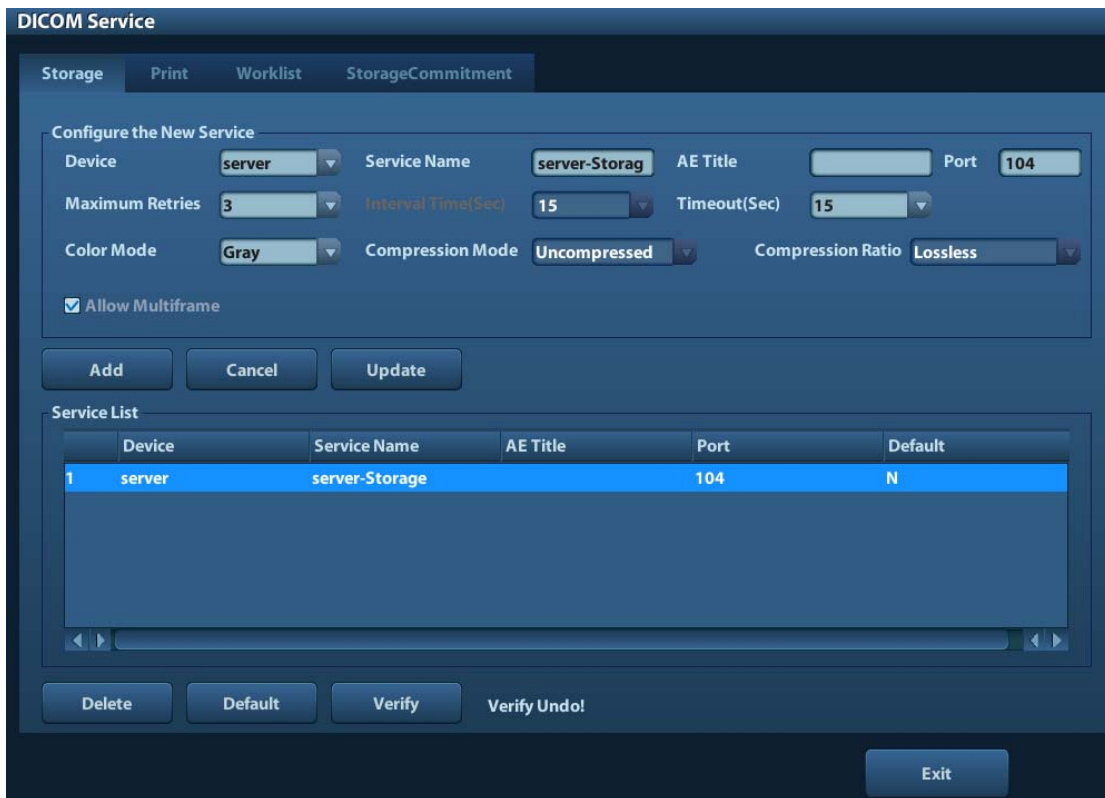 DICOM Service
Storage Print Worklist StorageCommitment
Configure the New Service
Device server Service Name server-Storag AE Title Port 104
Maximum Retries 3 Interval Time(Sec) 15 Timeout(Sec) 15
Color Mode Gray Compression Mode Uncompressed Compression Ratio Lossless
Allow Multiframe
Add Cancel Update
Service List
Device Service Name AE Title Port Default
1 server server-Storage 104 N
Delete Default Verify Verify Undo!
Exit